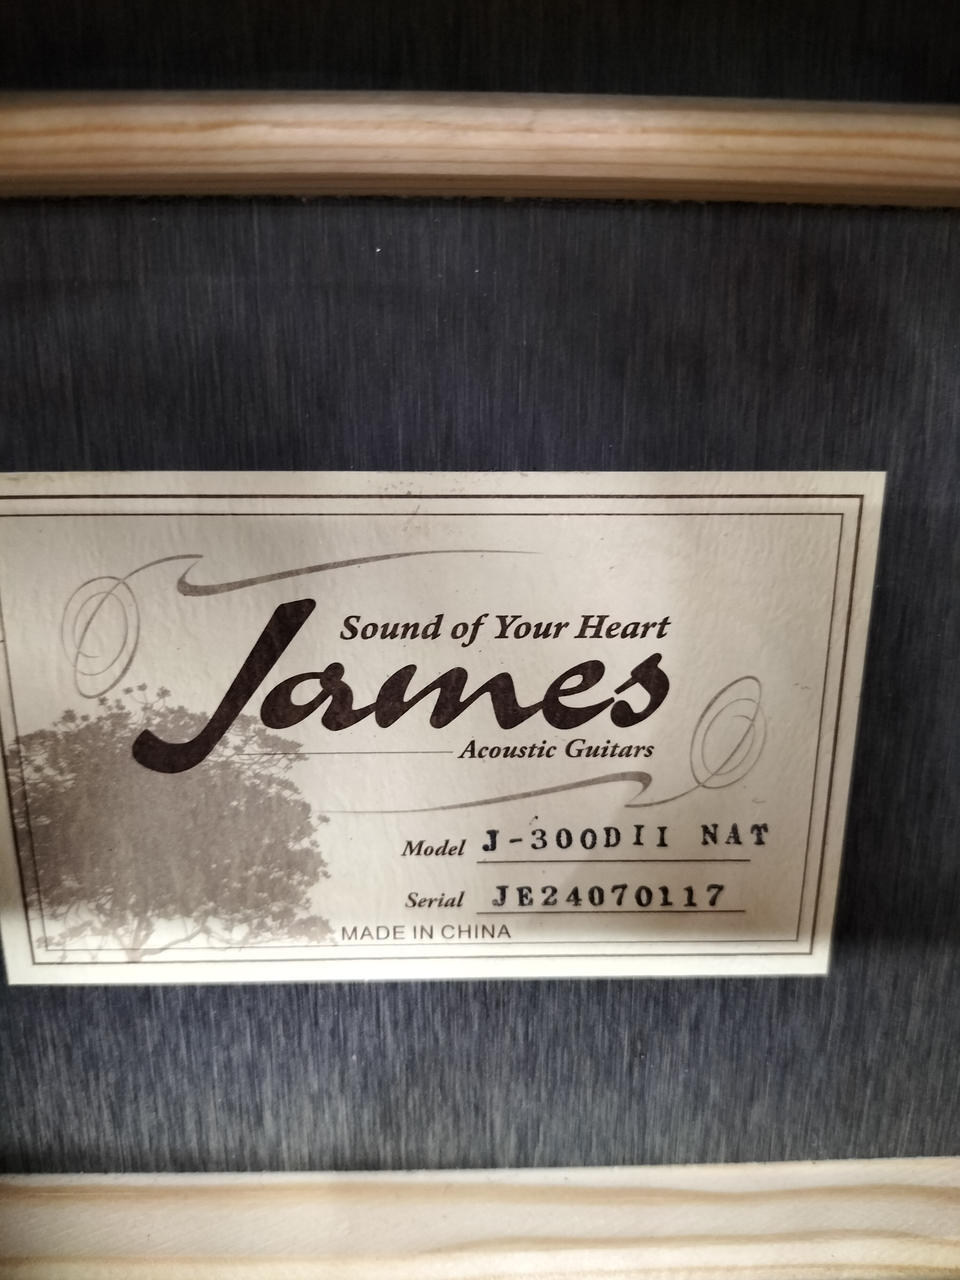 Sound of Your Heart
James
Acoustic Guitars
Model J-300DII NAT
Serial JE24070117
MADE IN CHINA